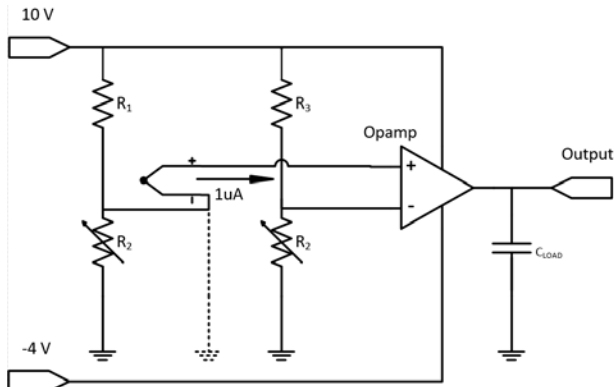 10 V
R1
R3
Opamp
+
+
Output
1uA
-
-
R2
R2
CLOAD
-4 V